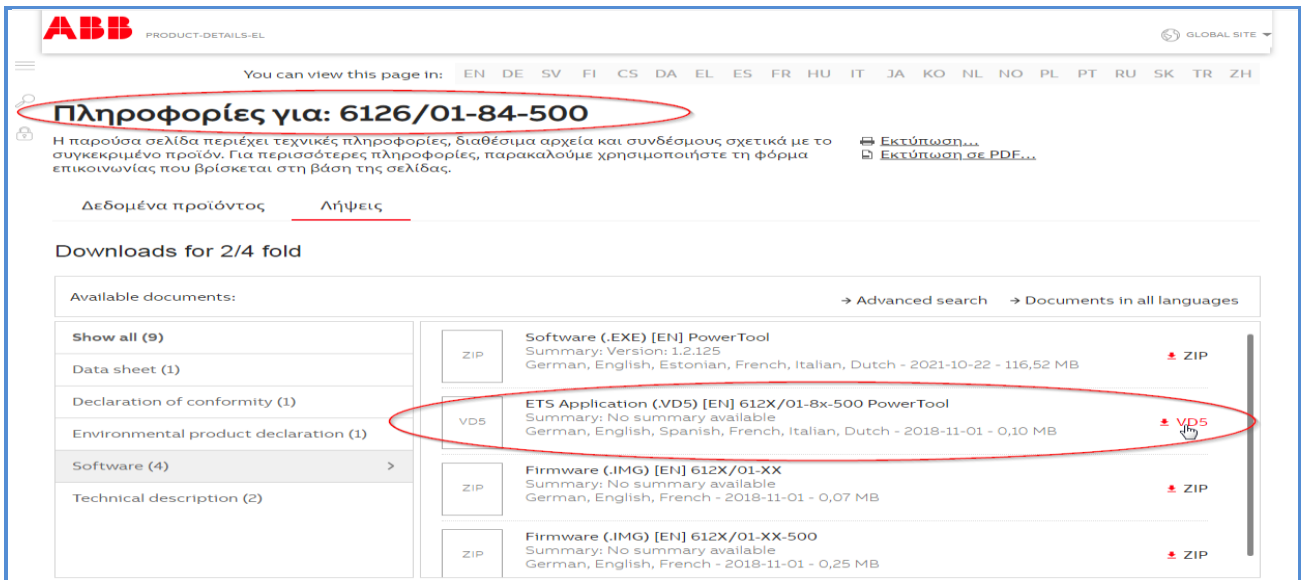 ABB PRODUCT-DETAILS-EL
GLOBAL SITE
You can view this page in: EN DE SV FI CS DA EL ES FR HU IT JA KO NL NO PL PT RU SK TR ZH
Πληροφορίες για: 6126/01-84-500
Η παρούσα σελίδα περιέχει τεχνικές πληροφορίες, διαθέσιμα αρχεία και συνδέσμους σχετικά με το
συγκεκριμένο προϊόν. Για περισσότερες πληροφορίες, παρακαλούμε χρησιμοποιήστε τη φόρμα
επικοινωνίας που βρίσκεται στη βάση της σελίδας.
Εκτύπωση...
Εκτύπωση σε PDF...
Δεδομένα προϊόντος
Λήψεις
Downloads for 2/4 fold
Available documents:
→ Advanced search → Documents in all languages
Show all (9)
Data sheet (1)
Declaration of conformity (1)
Environmental product declaration (1)
Software (4) >
Technical description (2)
ZIP
Software (.EXE) [EN] PowerTool
Summary: Version: 1.2.125
German, English, Estonian, French, Italian, Dutch - 2021-10-22 - 116,52 MB
ZIP
VD5
ETS Application (.VD5) [EN] 612X/01-8x-500 PowerTool
Summary: No summary available
German, English, Spanish, French, Italian, Dutch - 2018-11-01 - 0,10 MB
VD5
ZIP
Firmware (.IMG) [EN] 612X/01-XX
Summary: No summary available
German, English, French - 2018-11-01 - 0,07 MB
ZIP
ZIP
Firmware (.IMG) [EN] 612X/01-XX-500
Summary: No summary available
German, English, French - 2018-11-01 - 0,25 MB
ZIP